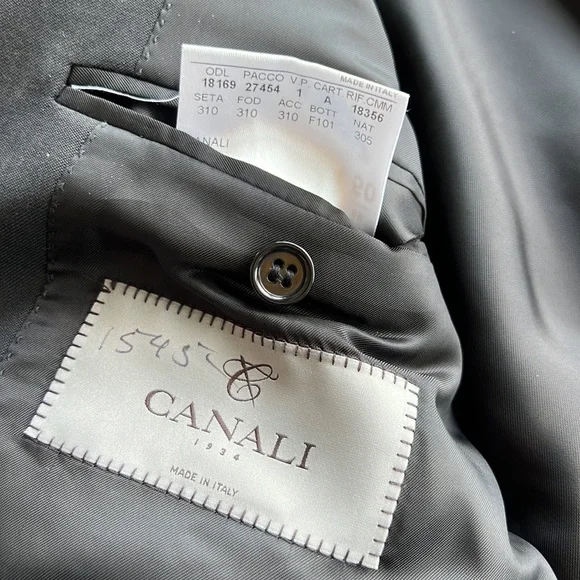 MADE IN ITALY
ODL PACCO V.P. CART RIF.CMM
18169 27454 1 A 18356
SETA FOD ACC BOTT NAT
310 310 310 F101 305
ANALI
CANALI
1934
MADE IN ITALY